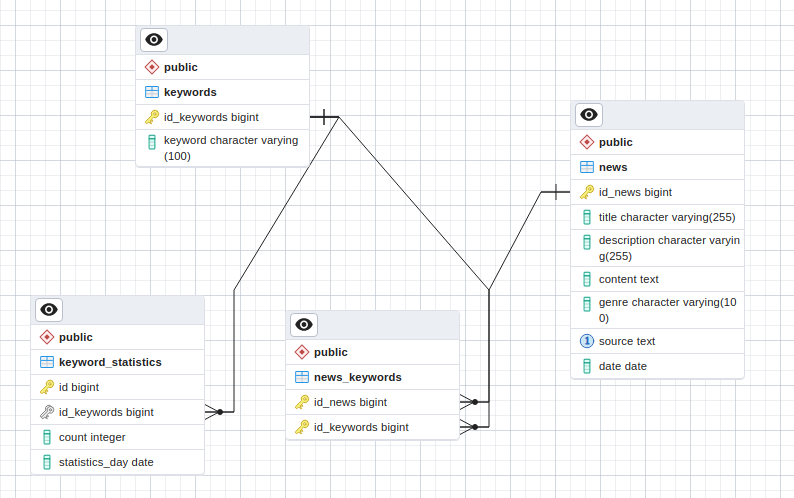 public
keywords
id_keywords bigint
keyword character varying
(100)
public
news
id_news bigint
title character varying(255)
description character varyin
g(255)
content text
genre character varying(10
0)
1 source text
date date
public
keyword_statistics
id bigint
id_keywords bigint
count integer
statistics_day date
public
news_keywords
id_news bigint
id_keywords bigint